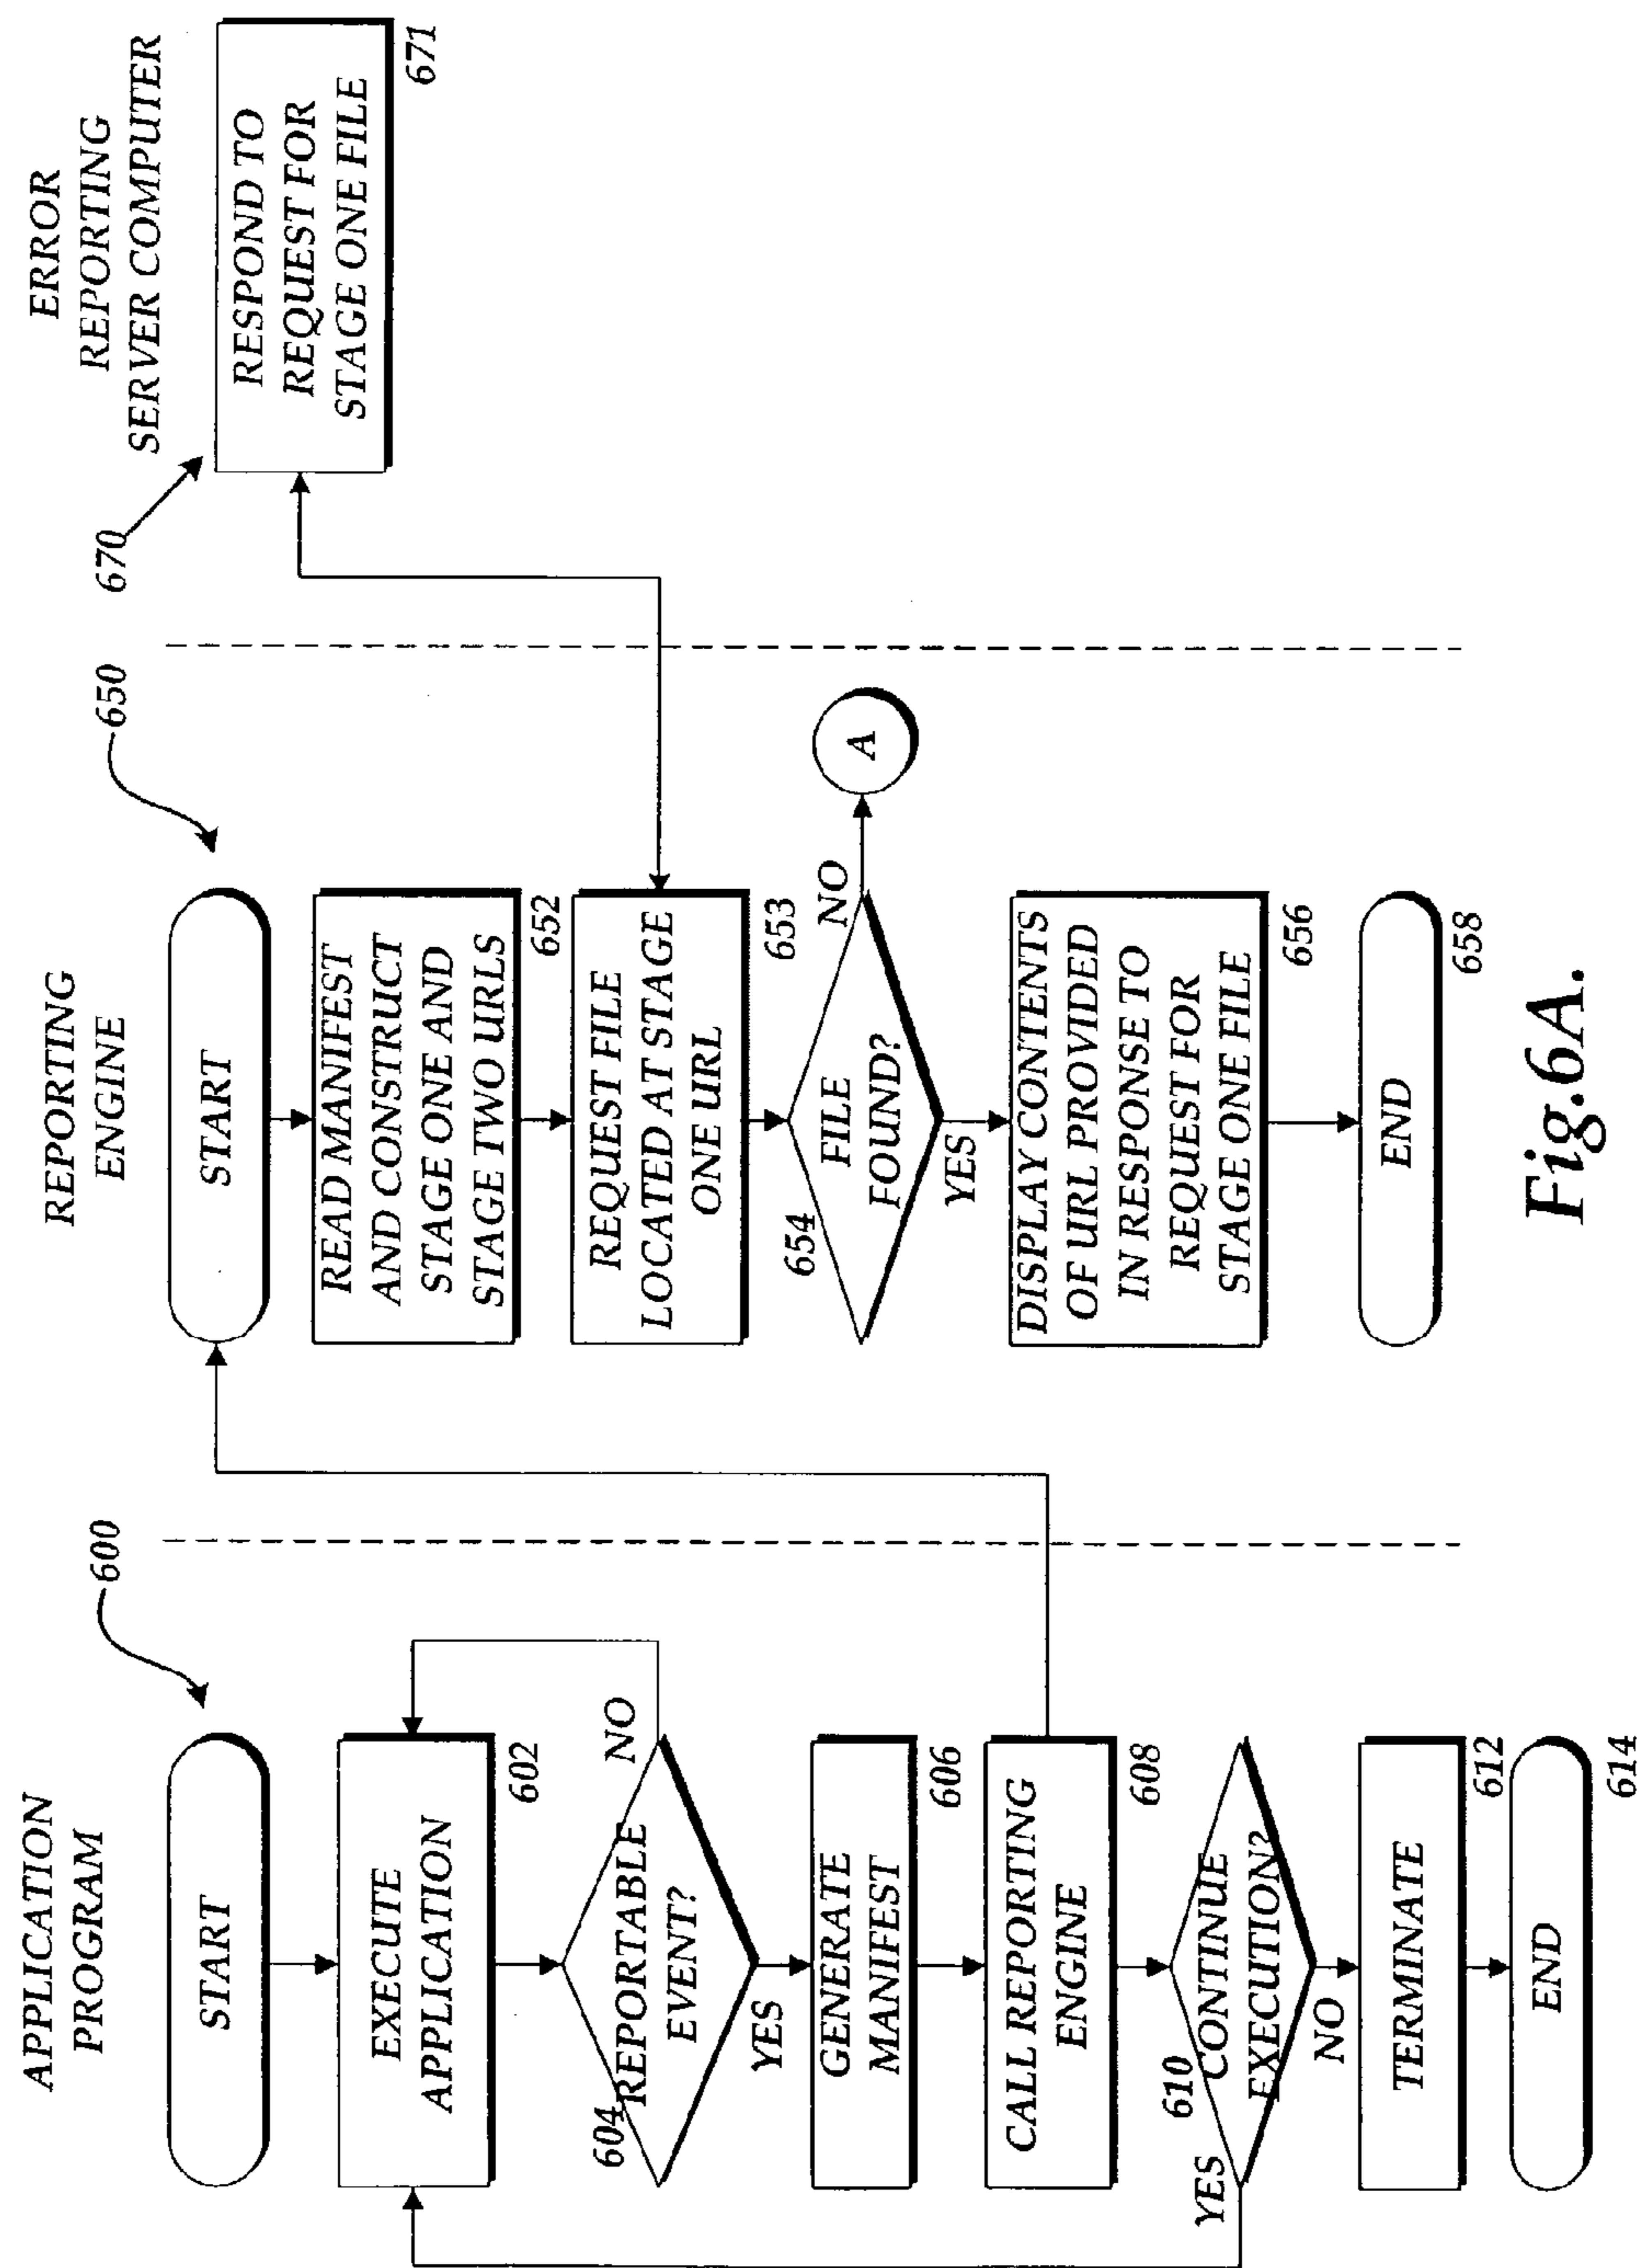 APPLICATION
PROGRAM
600
START
EXECUTE
APPLICATION
602
604
REPORTABLE
EVENT?
NO
YES
GENERATE
MANIFEST
606
CALL REPORTING
ENGINE
608
610
CONTINUE
EXECUTION?
YES
NO
TERMINATE
612
END
614
REPORTING
ENGINE
650
START
READ MANIFEST
AND CONSTRUCT
STAGE ONE AND
STAGE TWO URLS
652
REQUEST FILE
LOCATED AT STAGE
ONE URL
653
654
FILE
FOUND?
NO
A
YES
DISPLAY CONTENTS
OF URL PROVIDED
IN RESPONSE TO
REQUEST FOR
STAGE ONE FILE
656
END
658
ERROR
REPORTING
SERVER COMPUTER
670
RESPOND TO
REQUEST FOR
STAGE ONE FILE
671
Fig.6A.